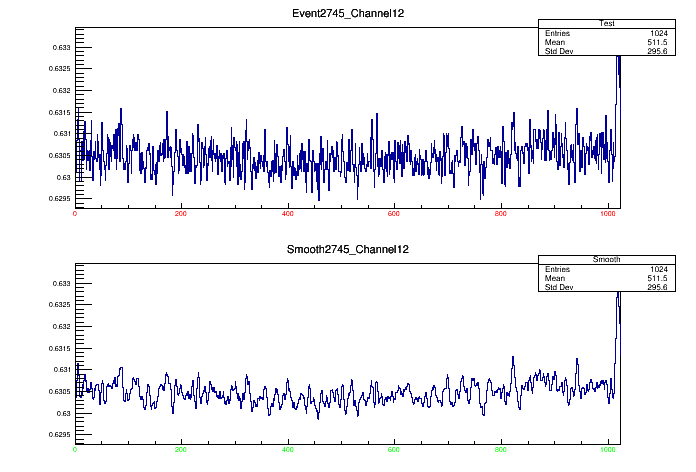 Event2745_Channel12
Test
Entries 1024
Mean 511.5
Std Dev 295.6
0.633
0.6325
0.632
0.6315
0.631
0.6305
0.63
0.6295
0 200 400 600 800 1000
Smooth2745_Channel12
Smooth
Entries 1024
Mean 511.5
Std Dev 295.6
0.633
0.6325
0.632
0.6315
0.631
0.6305
0.63
0.6295
0 200 400 600 800 1000